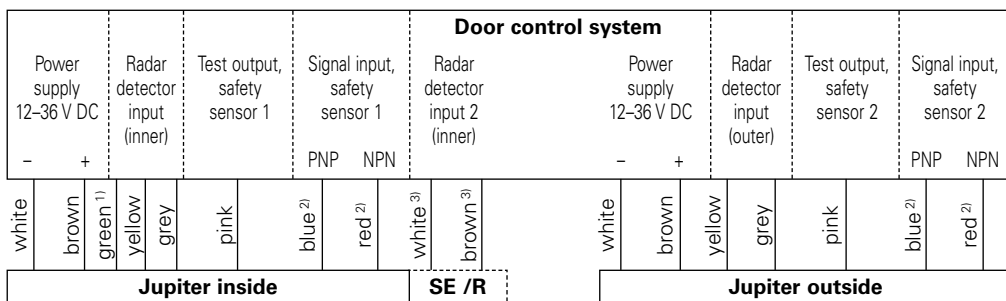 Door control system
Power supply 12–36 V DC
– +
Radar detector input (inner)
Test output, safety sensor 1
Signal input, safety sensor 1
PNP NPN
Radar detector input 2 (inner)
Power supply 12–36 V DC
– +
Radar detector input (outer)
Test output, safety sensor 2
Signal input, safety sensor 2
PNP NPN
white
brown
green 1)
yellow
grey
pink
blue 2)
red 2)
white 3)
brown 3)
white
brown
yellow
grey
pink
blue 2)
red 2)
Jupiter inside
SE /R
Jupiter outside